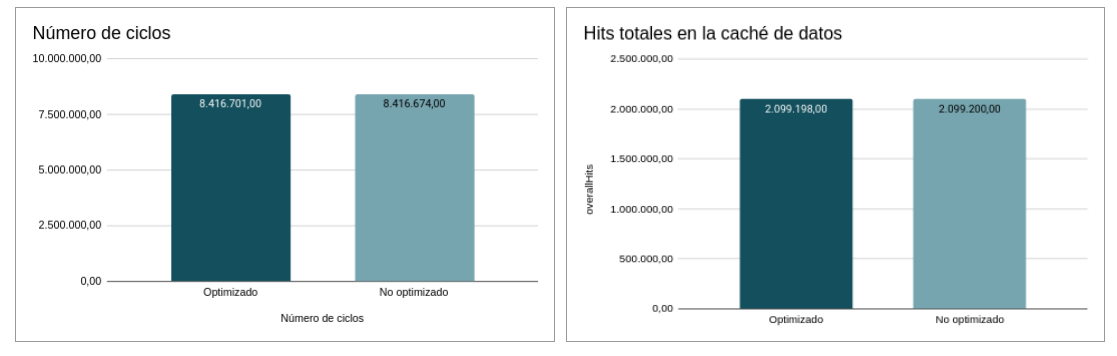 Número de ciclos
10.000.000,00
7.500.000,00
5.000.000,00
2.500.000,00
0,00
8.416.701,00
8.416.674,00
Optimizado
No optimizado
Número de ciclos
Hits totales en la caché de datos
overallHits
2.500.000,00
2.000.000,00
1.500.000,00
1.000.000,00
500.000,00
0,00
2.099.198,00
2.099.200,00
Optimizado
No optimizado